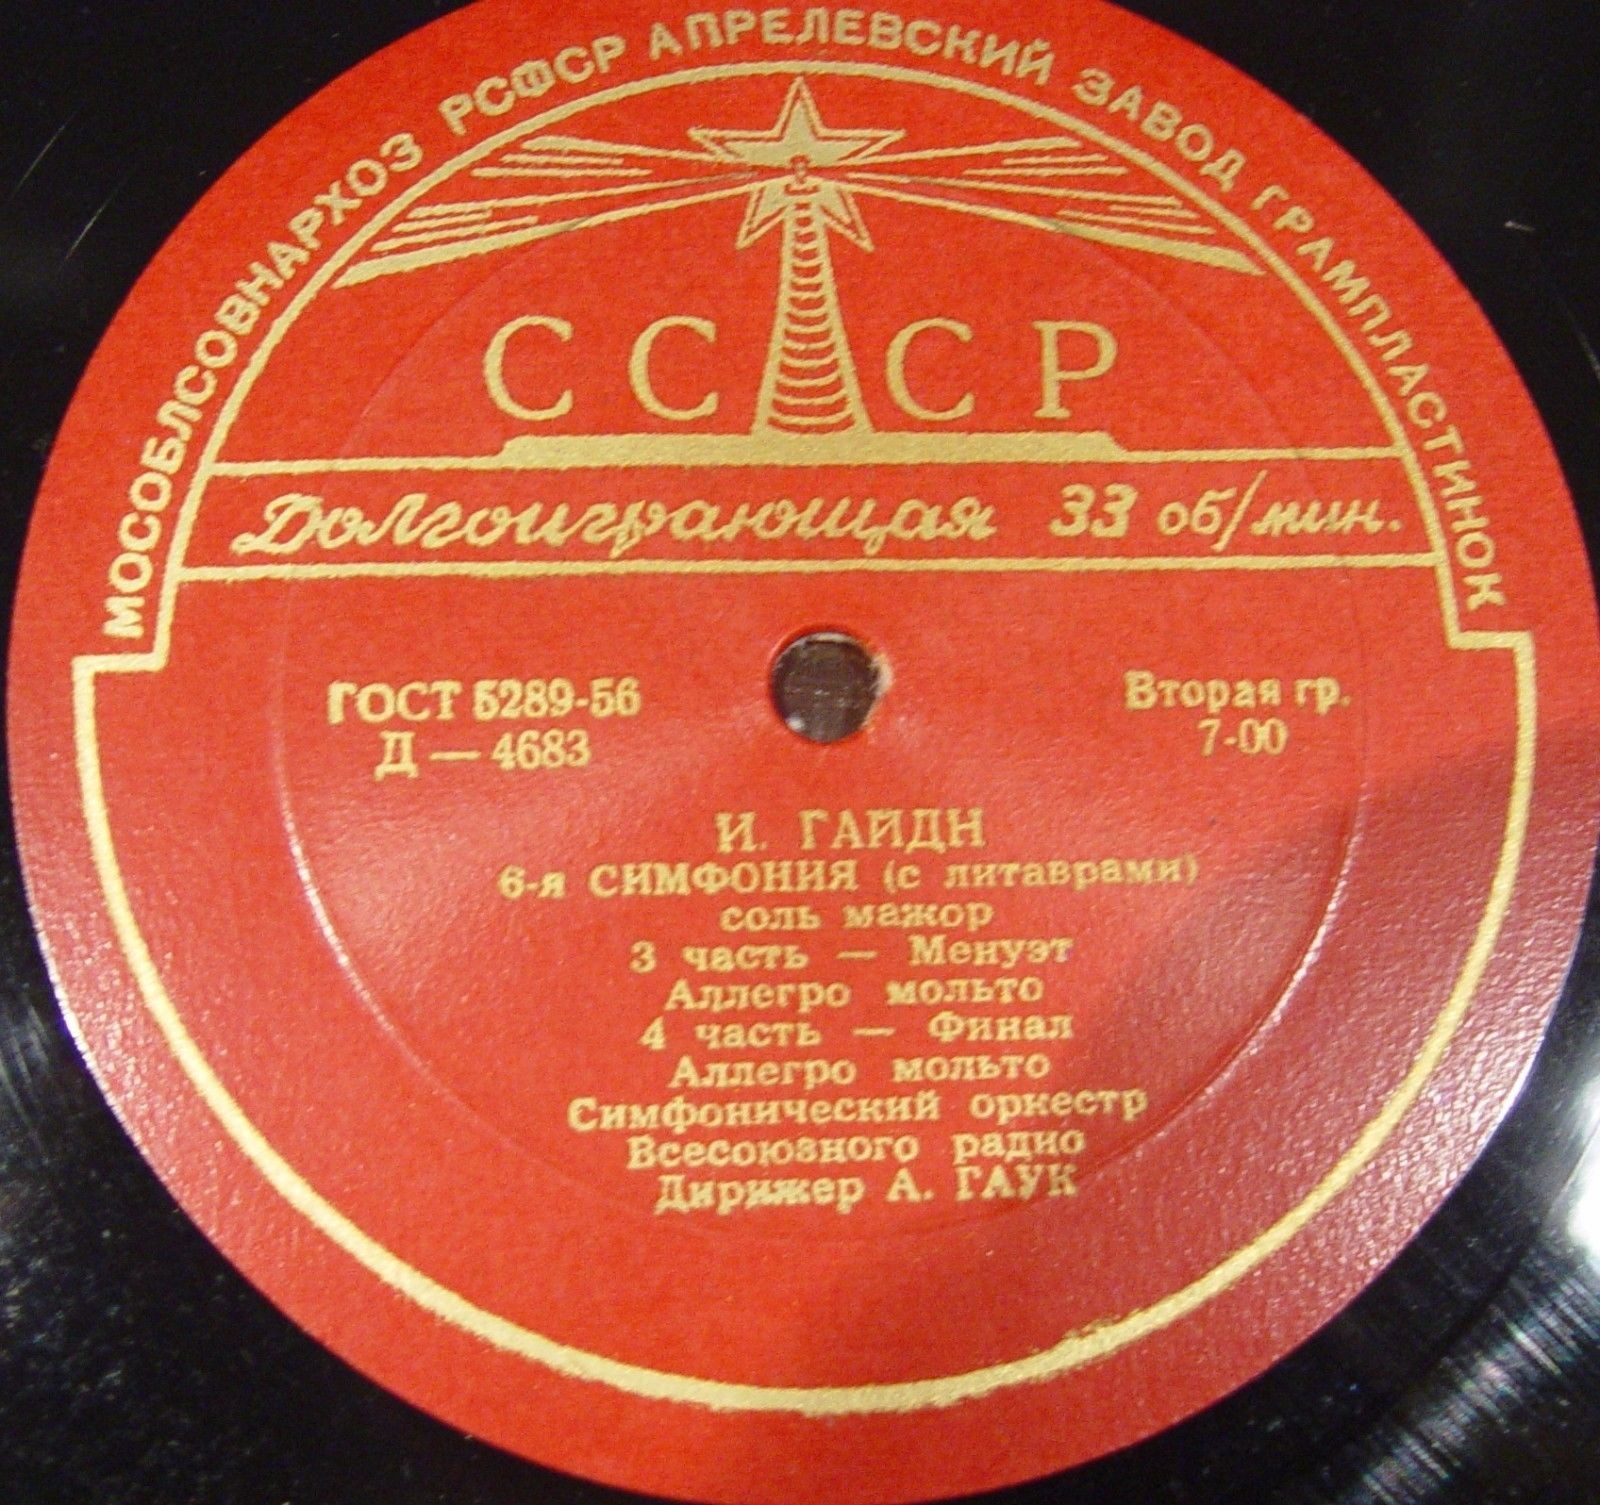 МОСОБЛСОВНАРХОЗ РСФСР АПРЕЛЕВСКИЙ ЗАВОД ГРАМПЛАСТИНОК
СССР
Долгоиграющая 33 об/мин.
ГОСТ 5289-56
Д — 4683
Вторая гр.
7-00
И. ГАЙДН
6-я СИМФОНИЯ (с литаврами)
соль мажор
3 часть — Менуэт
Аллегро мольто
4 часть — Финал
Аллегро мольто
Симфонический оркестр
Всесоюзного радио
Дирижер А. ГАУК